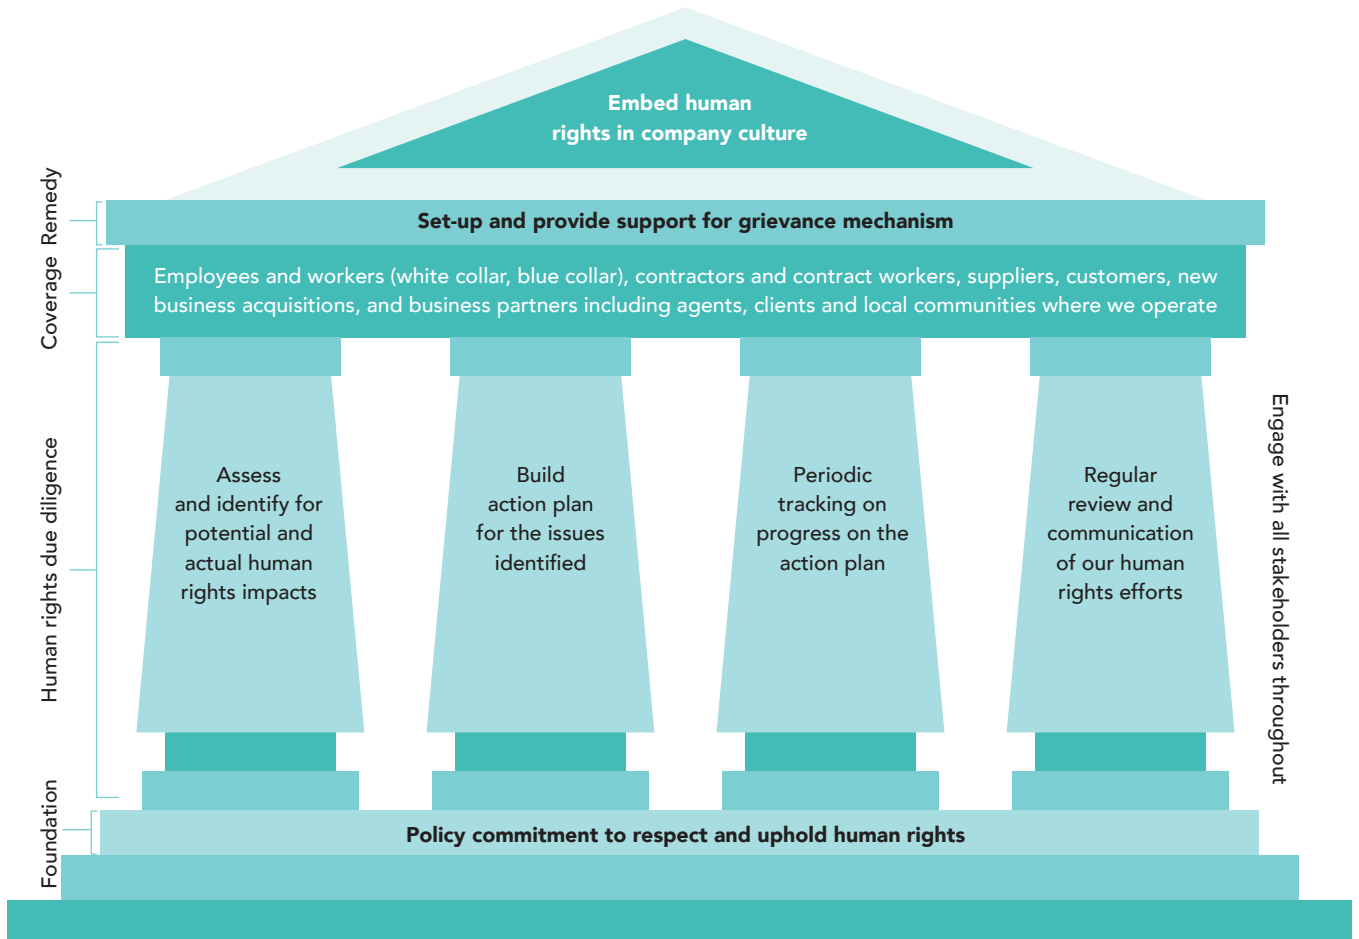 Embed human
rights in company culture
Remedy
Set-up and provide support for grievance mechanism
Coverage
Employees and workers (white collar, blue collar), contractors and contract workers, suppliers, customers, new
business acquisitions, and business partners including agents, clients and local communities where we operate
Human rights due diligence
Assess
and identify for
potential and
actual human
rights impacts
Build
action plan
for the issues
identified
Periodic
tracking on
progress on the
action plan
Regular
review and
communication
of our human
rights efforts
Engage with all stakeholders throughout
Foundation
Policy commitment to respect and uphold human rights